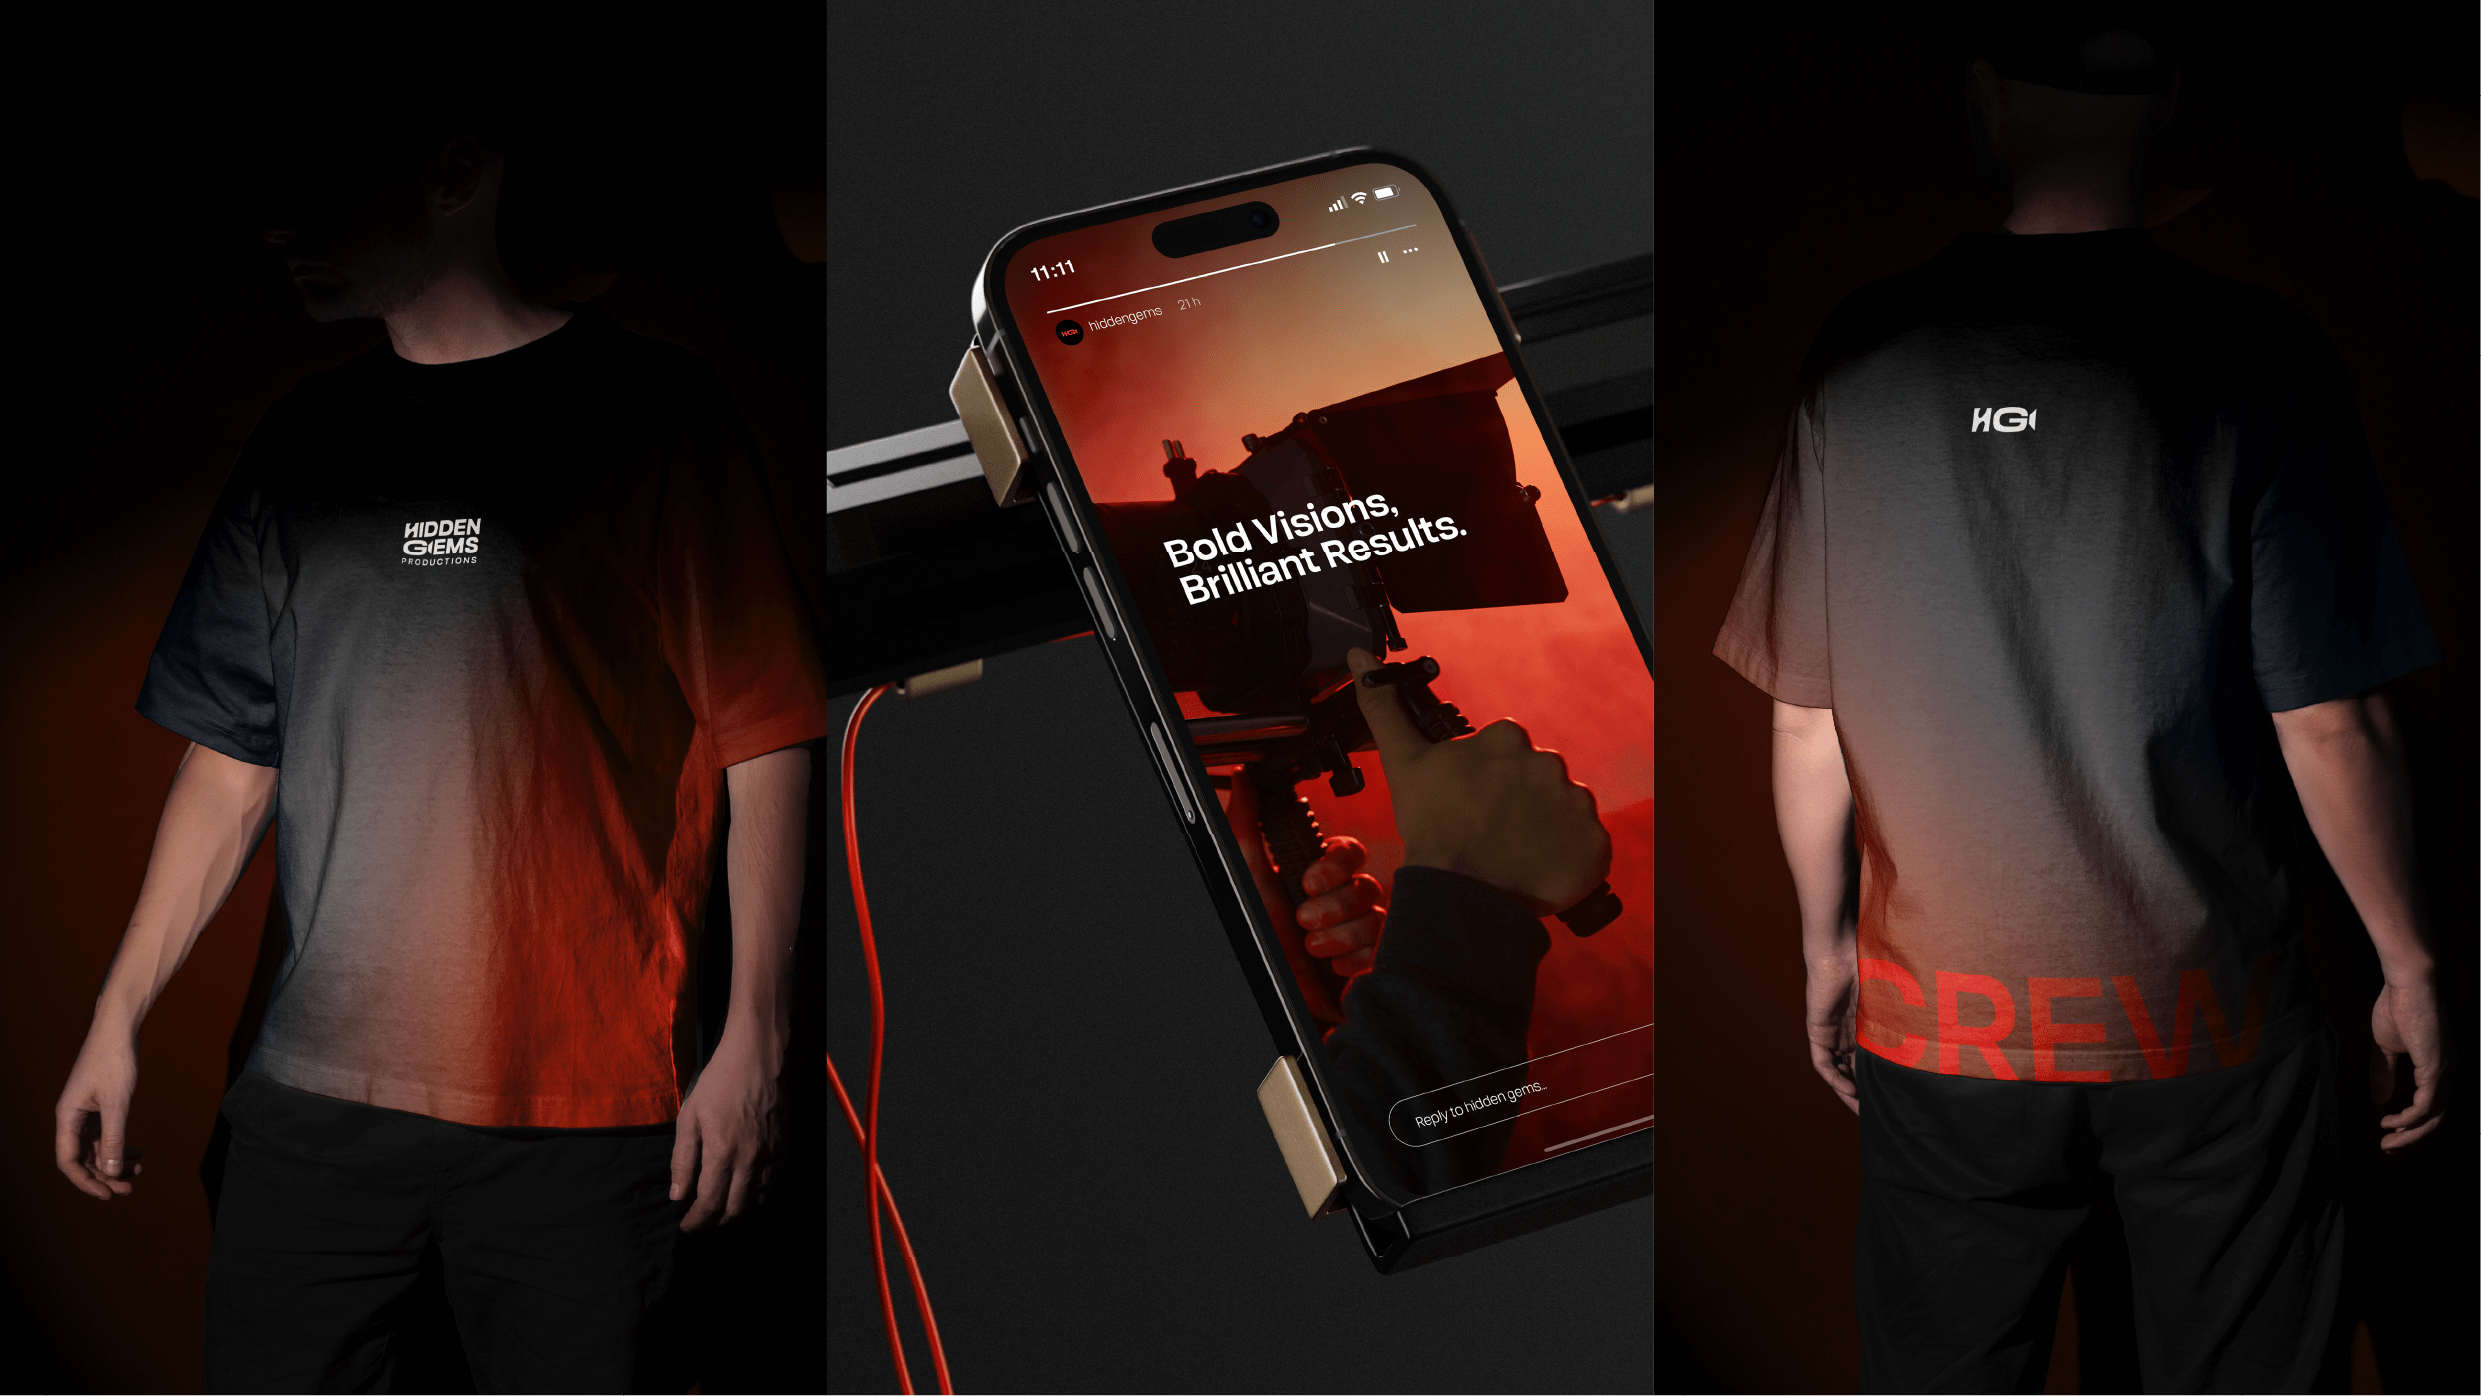 HIDDEN
GEMS
PRODUCTIONS
11:11
HG hiddengems 21 h
Bold Visions,
Brilliant Results.
Reply to hidden gems...
HG
CREW